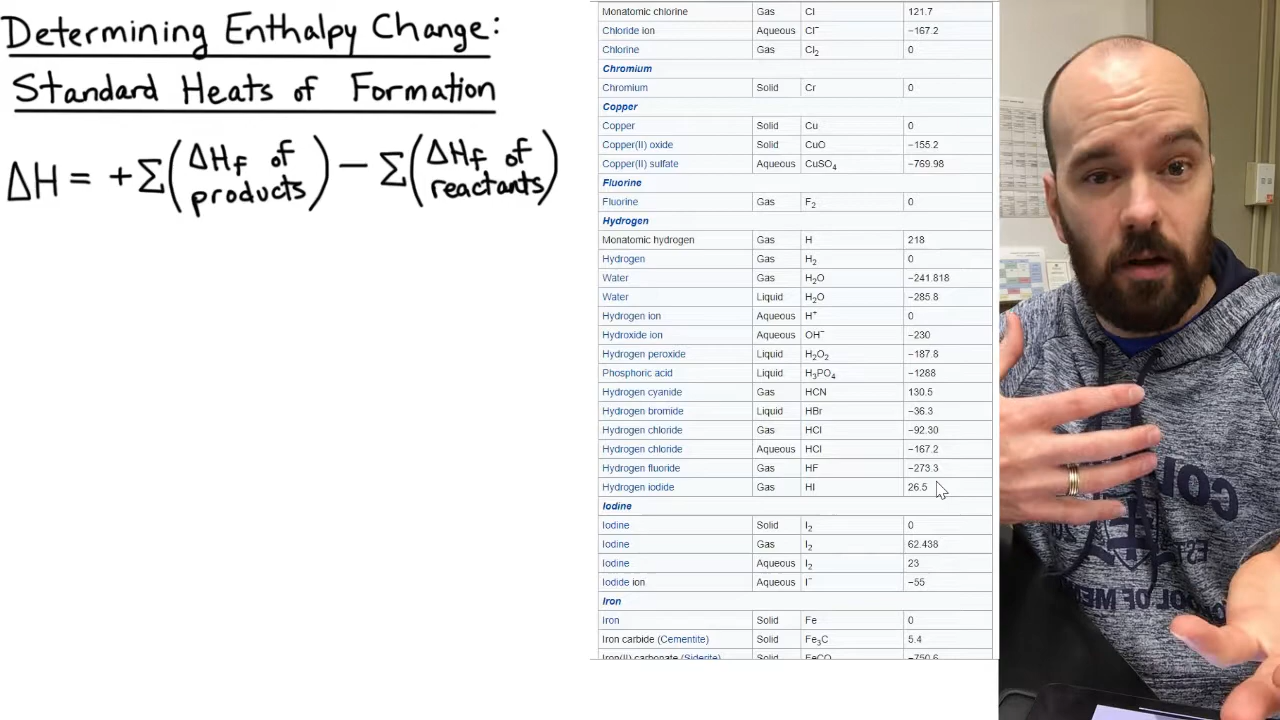 Determining Enthalpy Change:
Standard Heats of Formation
ΔH = +Σ(ΔHf of products) − Σ(ΔHf of reactants)
Monatomic chlorine Gas Cl 121.7
Chloride ion Aqueous Cl⁻ −167.2
Chlorine Gas Cl₂ 0
Chromium
Chromium Solid Cr 0
Copper
Copper Solid Cu 0
Copper(II) oxide Solid CuO −155.2
Copper(II) sulfate Aqueous CuSO₄ −769.98
Fluorine
Fluorine Gas F₂ 0
Hydrogen
Monatomic hydrogen Gas H 218
Hydrogen Gas H₂ 0
Water Gas H₂O −241.818
Water Liquid H₂O −285.8
Hydrogen ion Aqueous H⁺ 0
Hydroxide ion Aqueous OH⁻ −230
Hydrogen peroxide Liquid H₂O₂ −187.8
Phosphoric acid Liquid H₃PO₄ −1288
Hydrogen cyanide Gas HCN 130.5
Hydrogen bromide Liquid HBr −36.3
Hydrogen chloride Gas HCl −92.30
Hydrogen chloride Aqueous HCl −167.2
Hydrogen fluoride Gas HF −273.3
Hydrogen iodide Gas HI 26.5
Iodine
Iodine Solid I₂ 0
Iodine Gas I₂ 62.438
Iodine Aqueous I₂ 23
Iodide ion Aqueous I⁻ −55
Iron
Iron Solid Fe 0
Iron carbide (Cementite) Solid Fe₃C 5.4
Iron(II) carbonate (Siderite) Solid FeCO −750.6